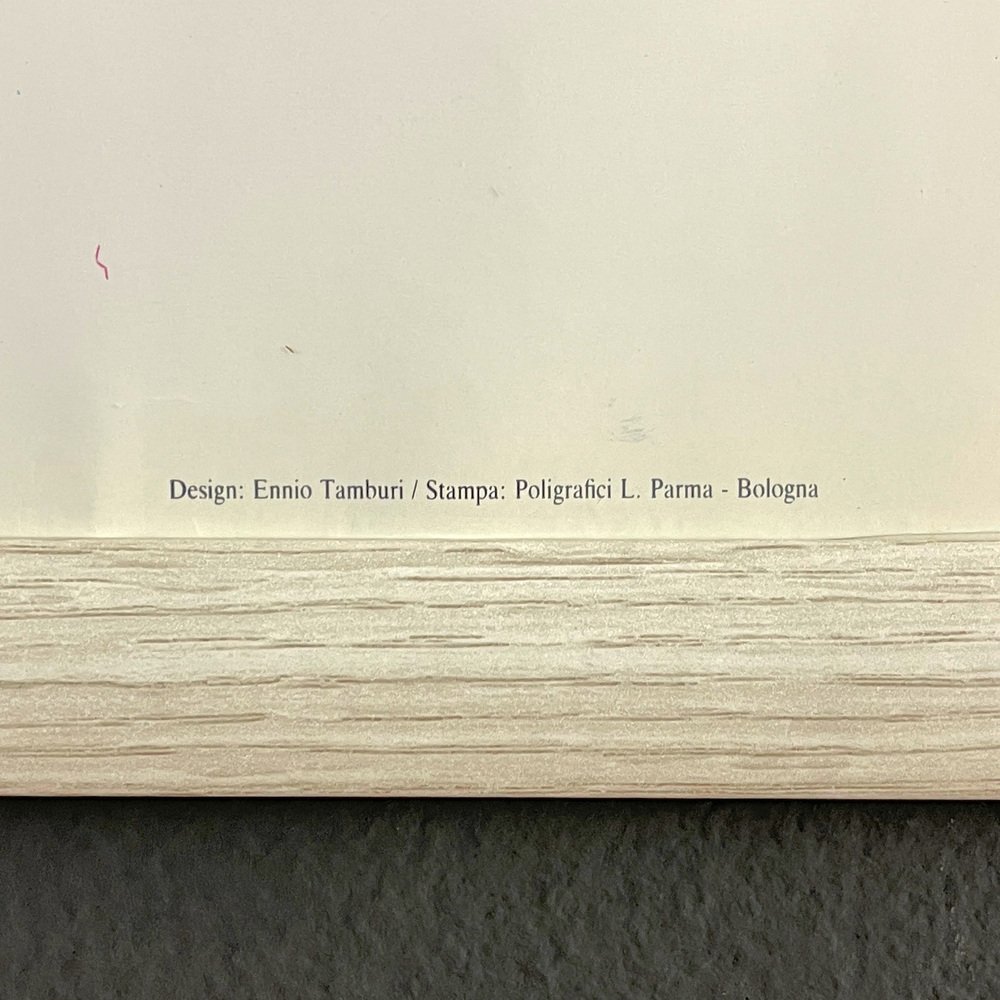 Design: Ennio Tamburi / Stampa: Poligrafici L. Parma - Bologna